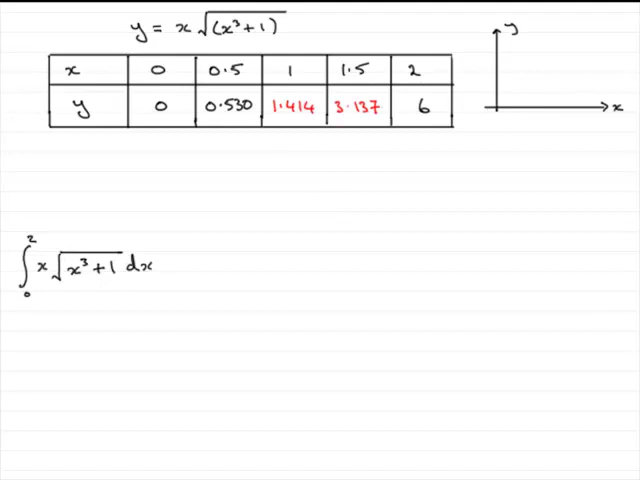 y = x √(x³+1)
x 0 0.5 1 1.5 2
y 0 0.530 1.414 3.137 6
y
x
∫₀² x √x³+1 dx